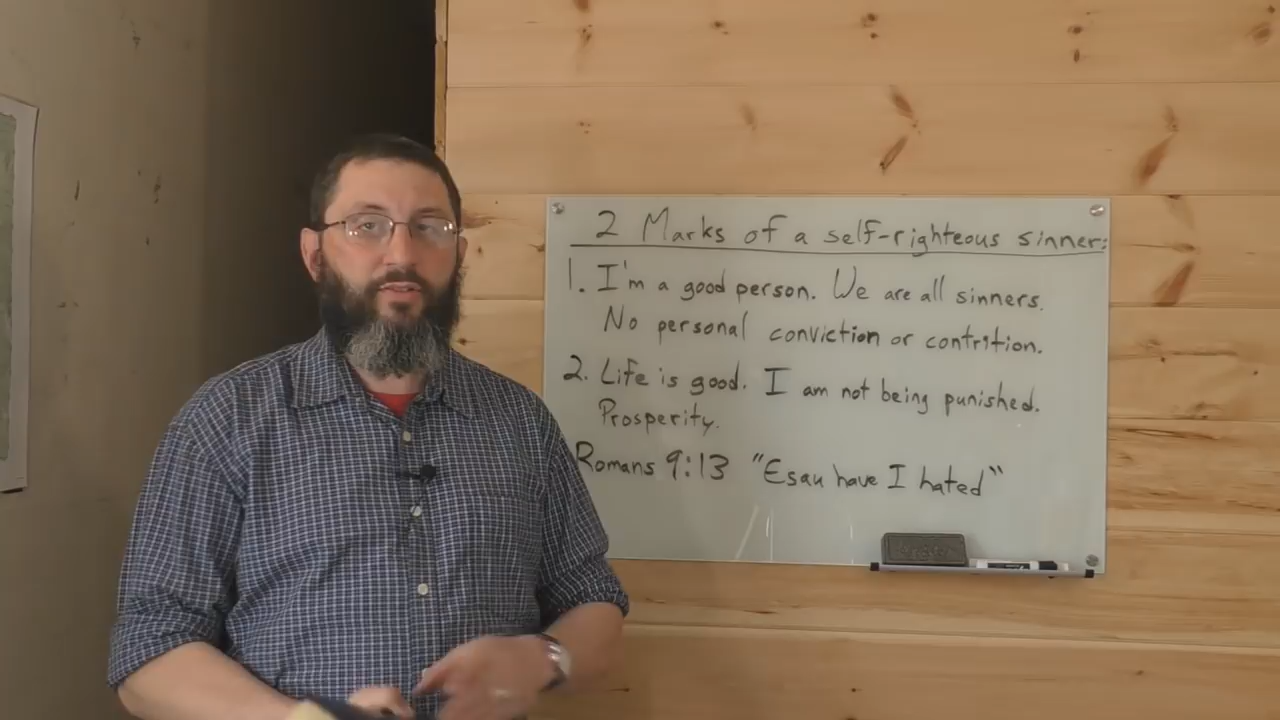 2 Marks of a self-righteous sinner:
1. I'm a good person. We are all sinners.
No personal conviction or contrition.
2. Life is good. I am not being punished.
Prosperity.
Romans 9:13 "Esau have I hated"